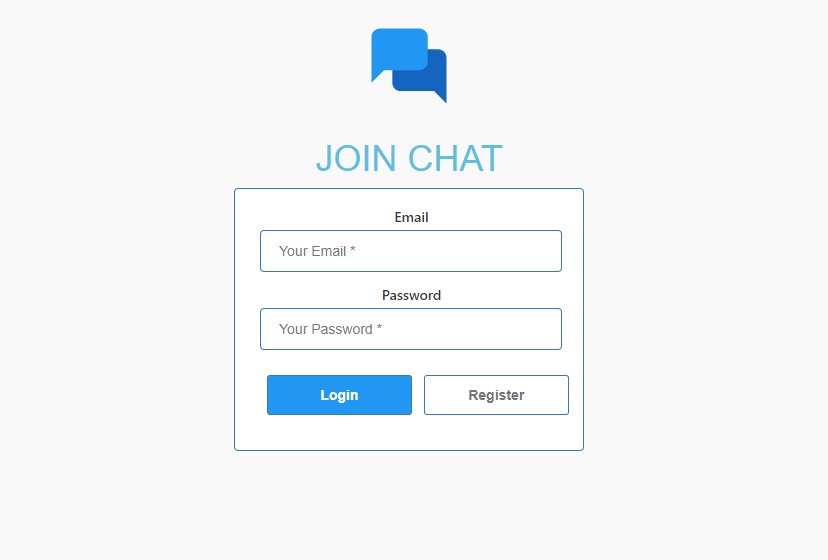 JOIN CHAT
Email
Your Email *
Password
Your Password *
Login Register